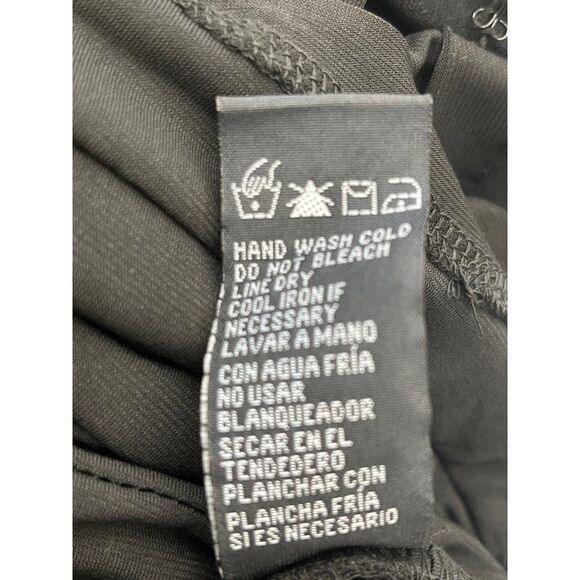 HAND WASH COLD
DO NOT BLEACH
LINE DRY
COOL IRON IF
NECESSARY
LAVAR A MANO
CON AGUA FRÍA
NO USAR
BLANQUEADOR
SECAR EN EL
TENDEDERO
PLANCHAR CON
PLANCHA FRÍA
SI ES NECESARIO